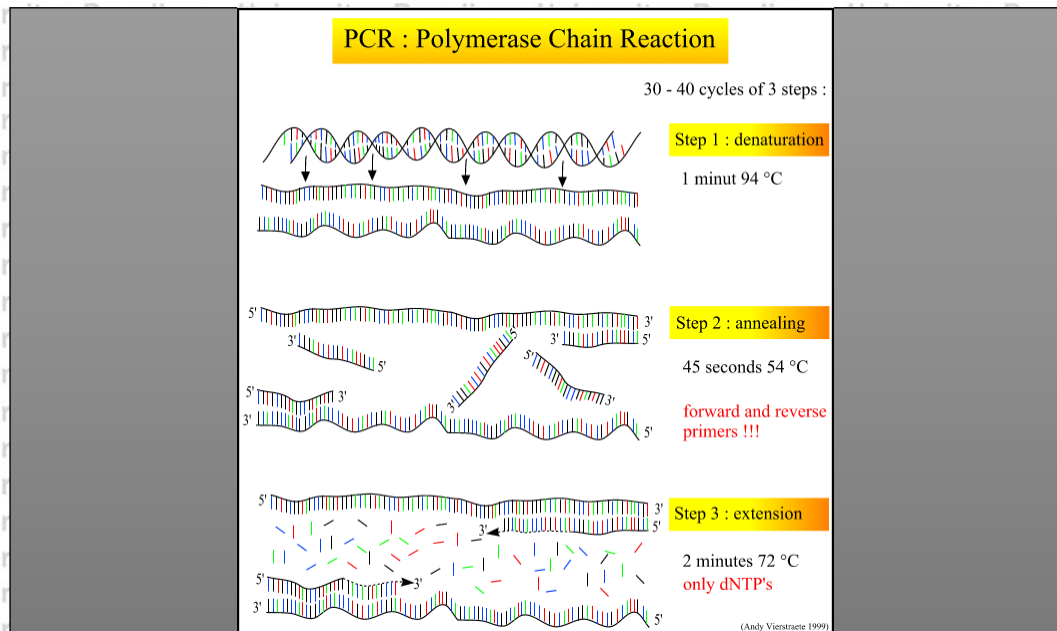 PCR : Polymerase Chain Reaction
30 - 40 cycles of 3 steps :
Step 1 : denaturation
1 minut 94 °C
5'
3'
Step 2 : annealing
3'
5'
3'
5'
5'
5'
45 seconds 54 °C
5'
3'
3'
3'
forward and reverse
3'
primers !!!
5'
5'
3'
Step 3 : extension
3'
5'
2 minutes 72 °C
5'
3'
only dNTP's
3'
5'
(Andy Vierstraete 1999)